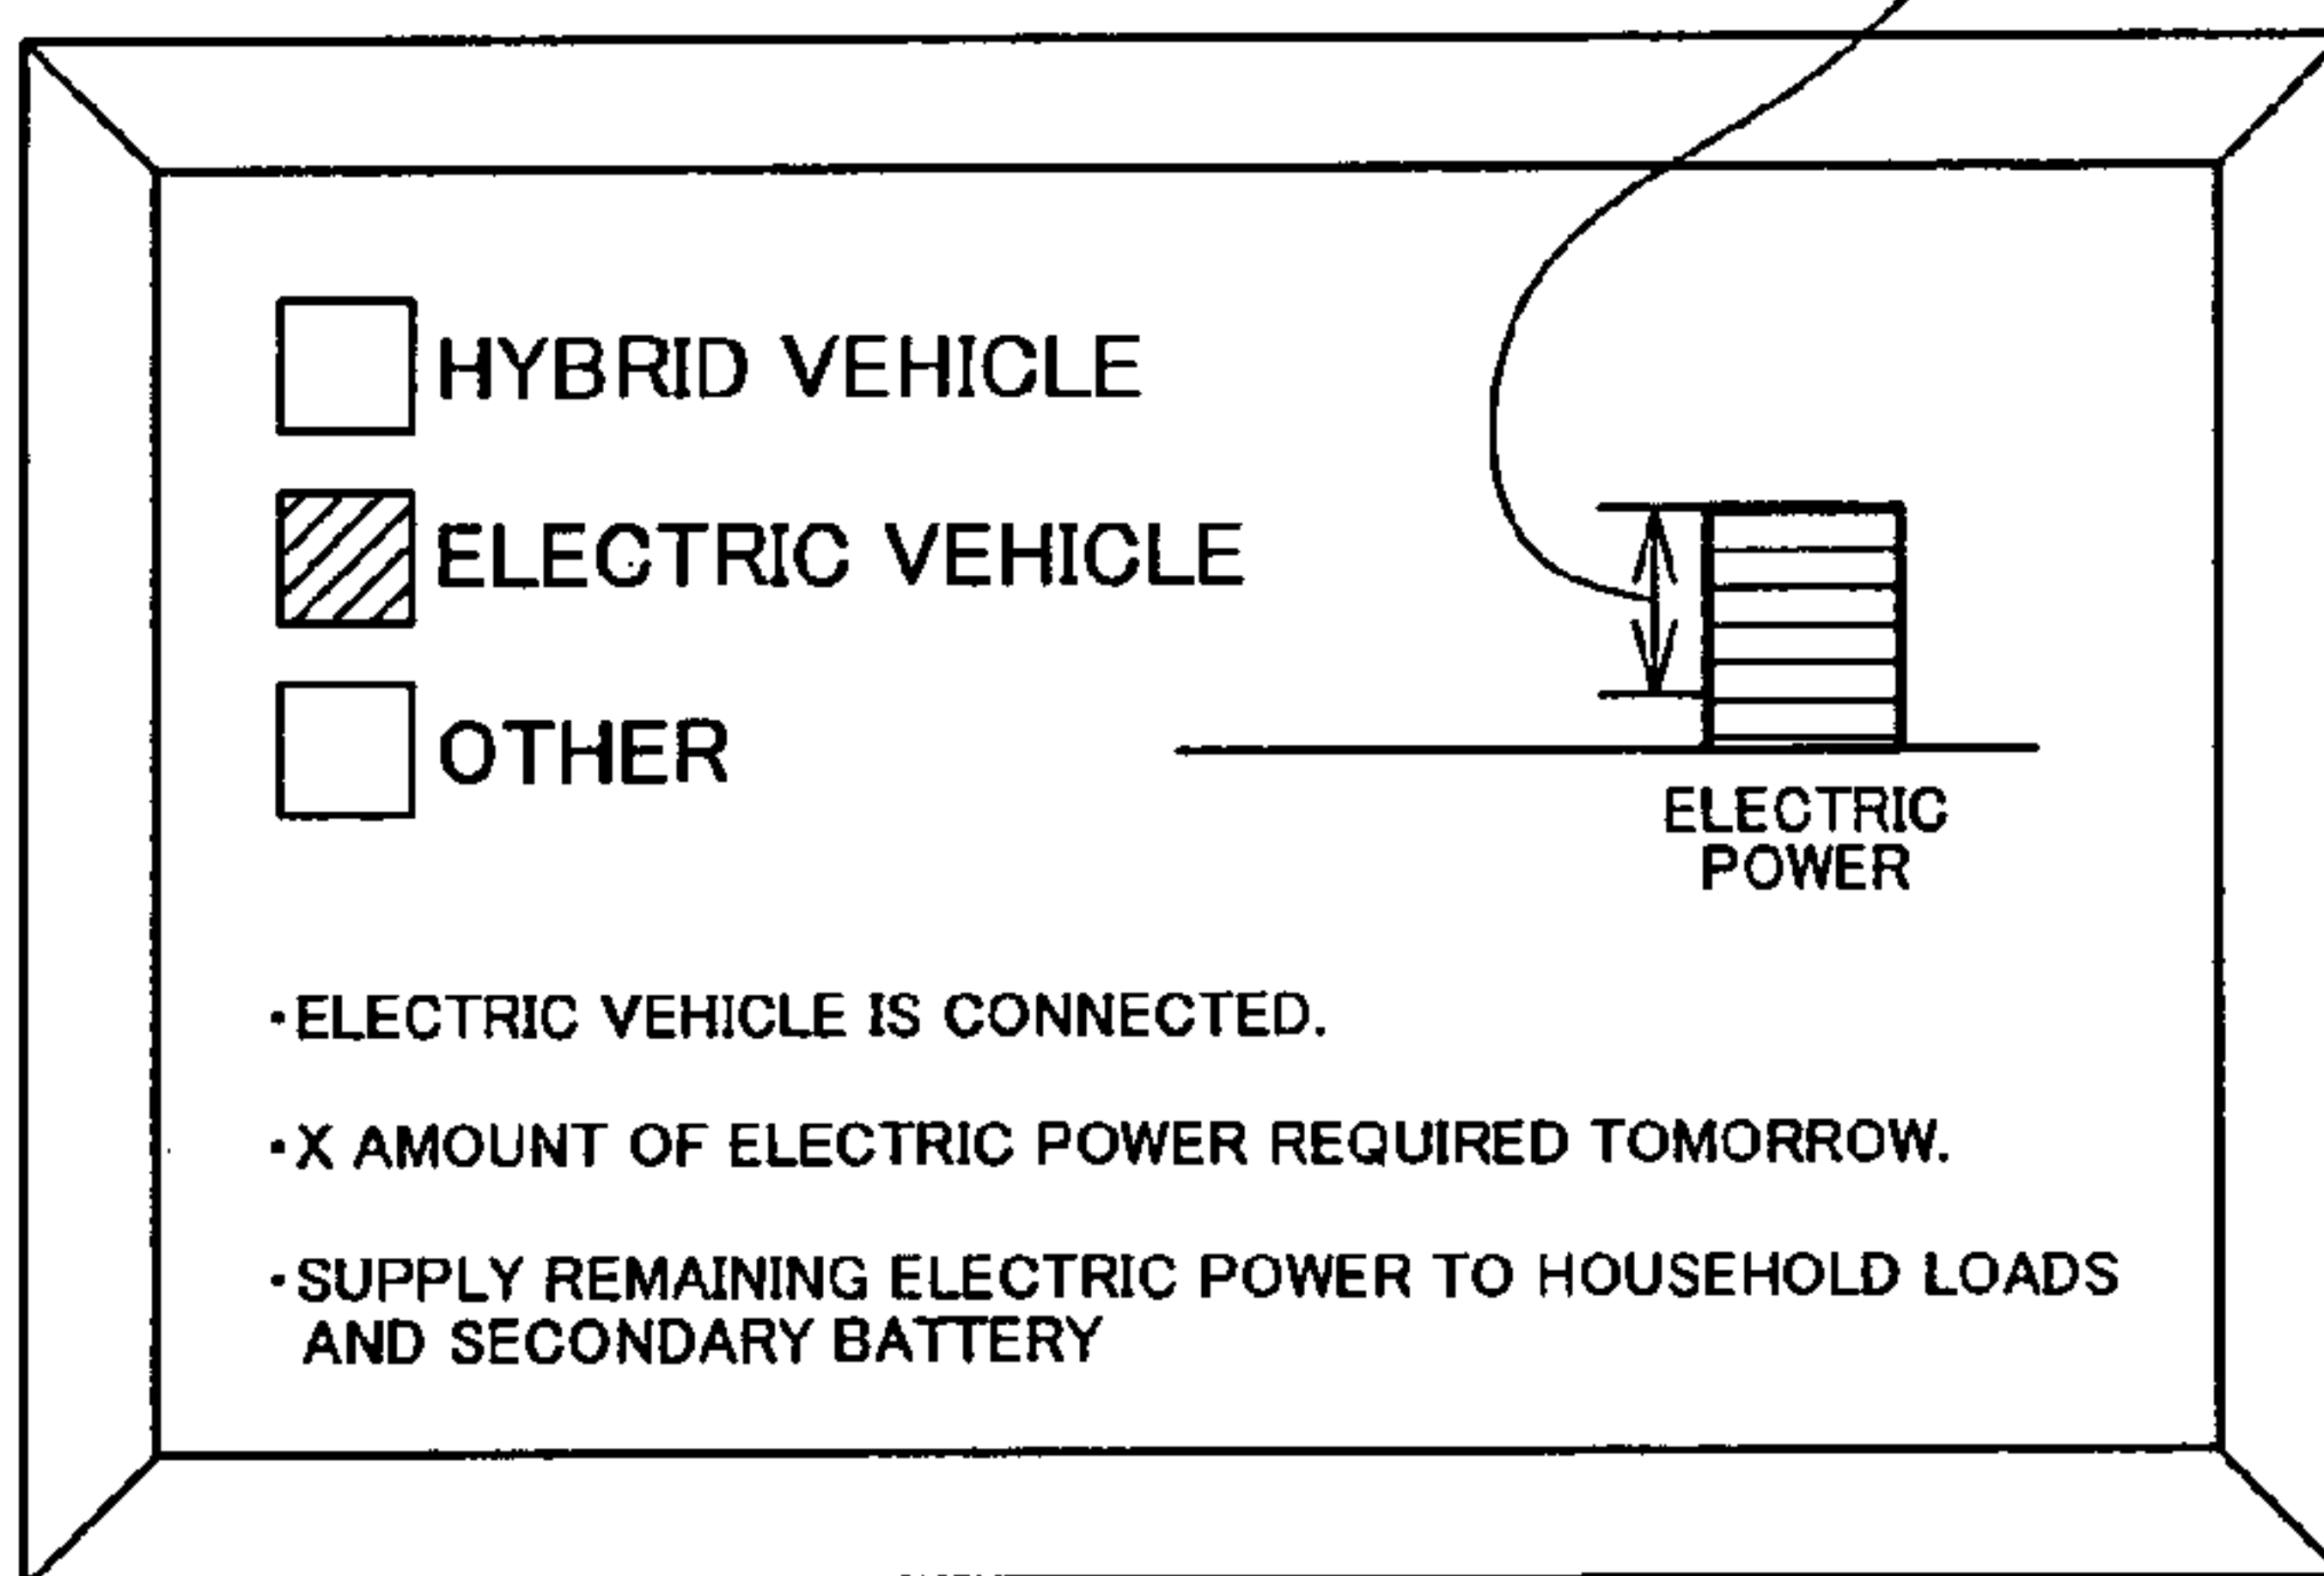 HYBRID VEHICLE
ELECTRIC VEHICLE
OTHER
ELECTRIC
POWER
・ELECTRIC VEHICLE IS CONNECTED.
・X AMOUNT OF ELECTRIC POWER REQUIRED TOMORROW.
・SUPPLY REMAINING ELECTRIC POWER TO HOUSEHOLD LOADS
AND SECONDARY BATTERY